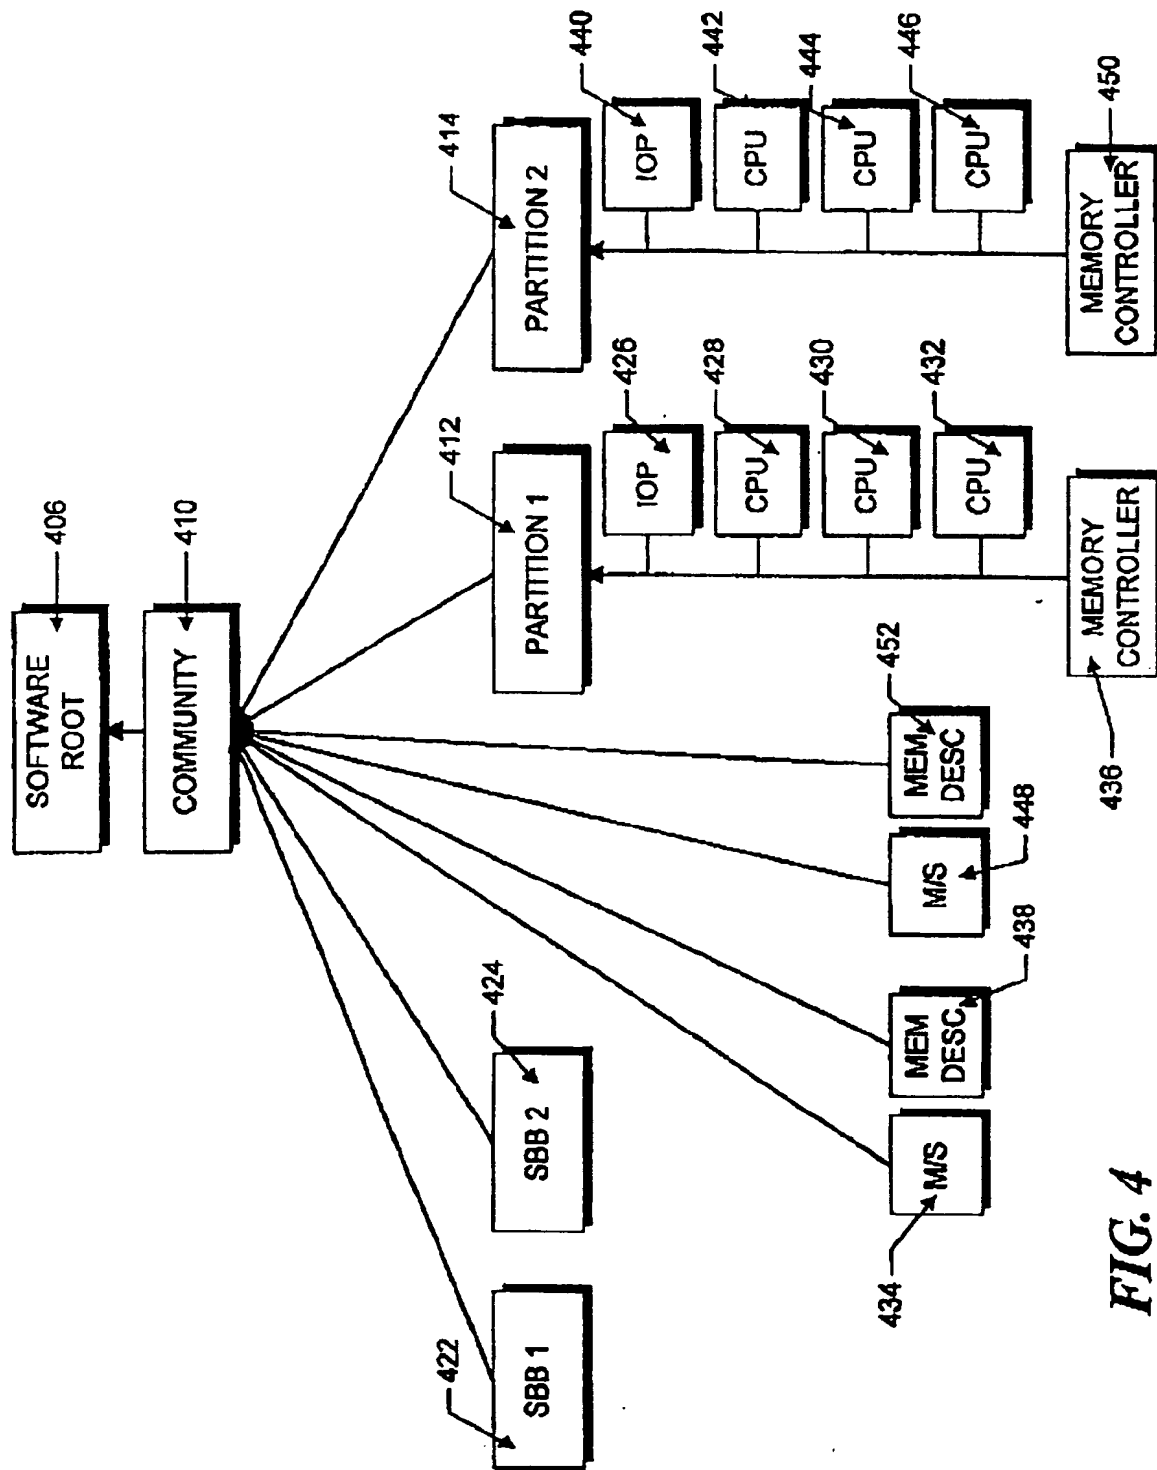 SOFTWARE
ROOT
406
COMMUNITY
410
SBB 1
422
SBB 2
424
PARTITION 1
412
PARTITION 2
414
IOP
426
CPU
428
CPU
430
CPU
432
IOP
440
CPU
442
CPU
444
CPU
446
M/S
434
MEM
DESC
438
M/S
448
MEM
DESC
452
MEMORY
CONTROLLER
436
MEMORY
CONTROLLER
450
FIG. 4